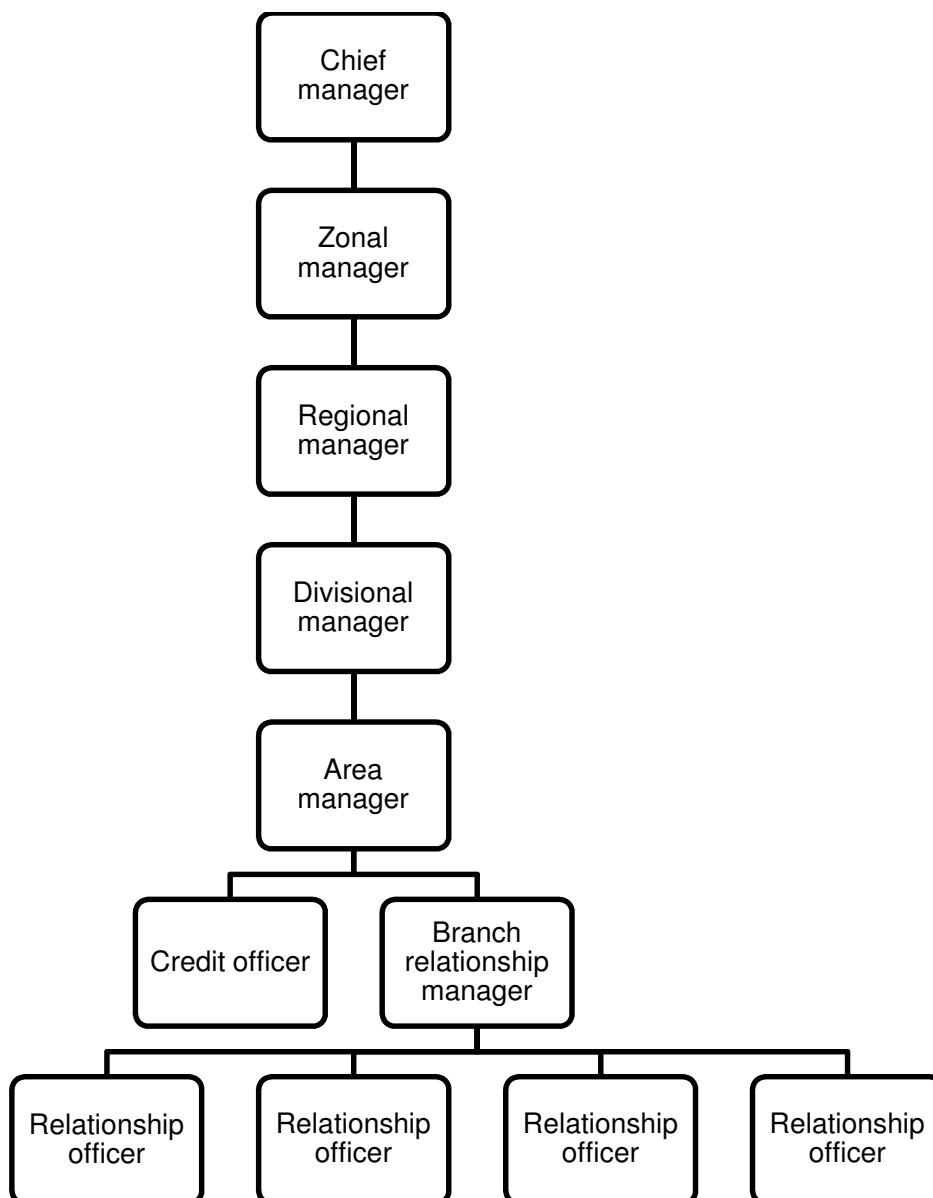 Chief
manager
Zonal
manager
Regional
manager
Divisional
manager
Area
manager
Credit officer
Branch
relationship
manager
Relationship
officer
Relationship
officer
Relationship
officer
Relationship
officer